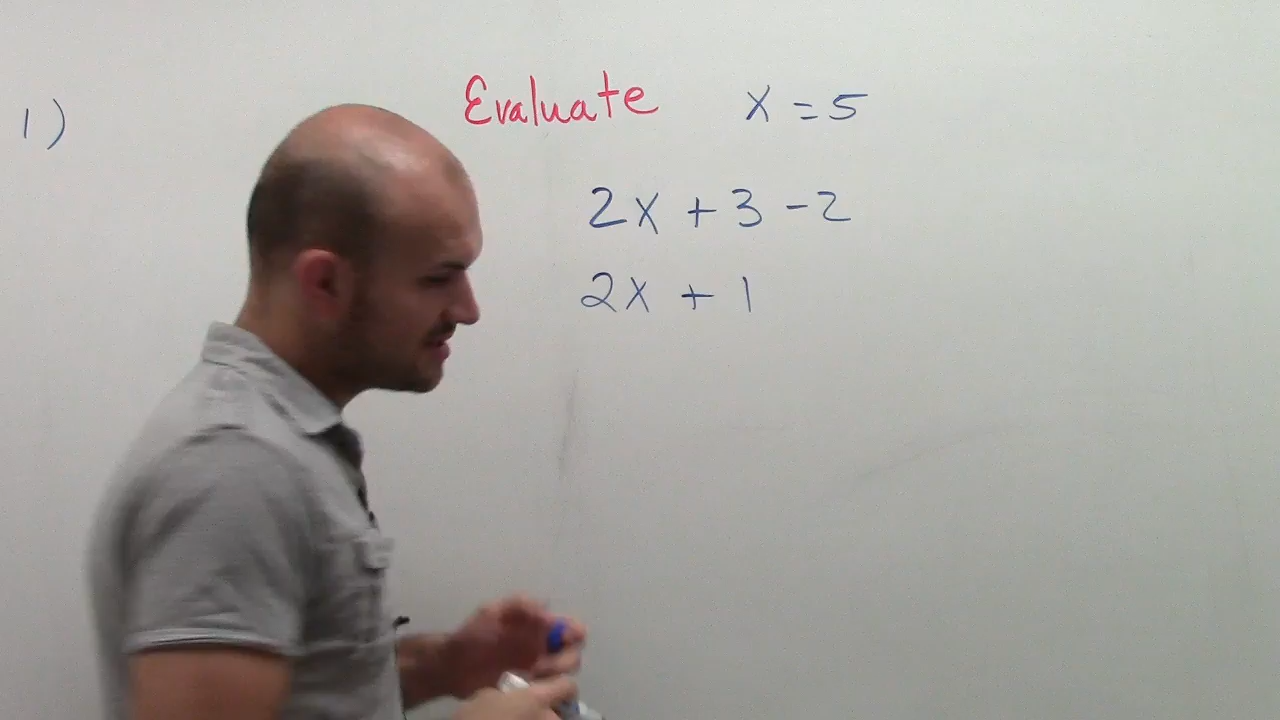 1)
Evaluate x = 5
2x + 3 - 2
2x + 1